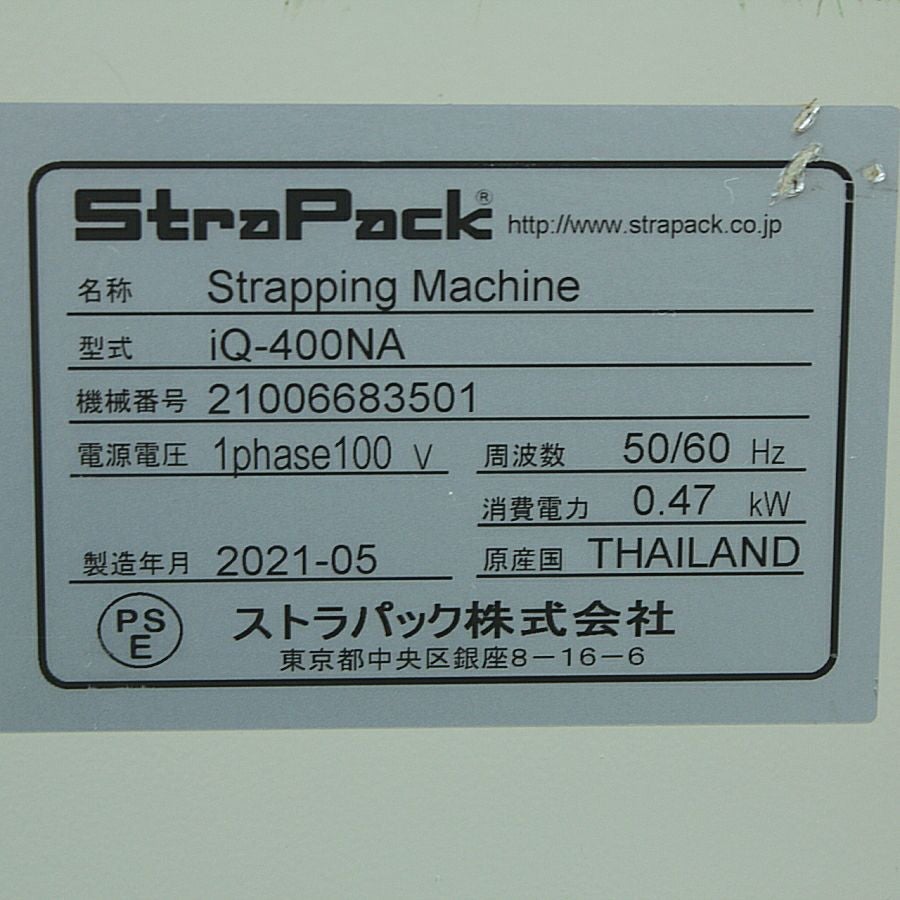 StraPack® http://www.strapack.co.jp
名称 Strapping Machine
型式 iQ-400NA
機械番号 21006683501
電源電圧 1phase100 V 周波数 50/60 Hz
消費電力 0.47 kW
製造年月 2021-05 原産国 THAILAND
PSE ストラパック株式会社
東京都中央区銀座8－16－6